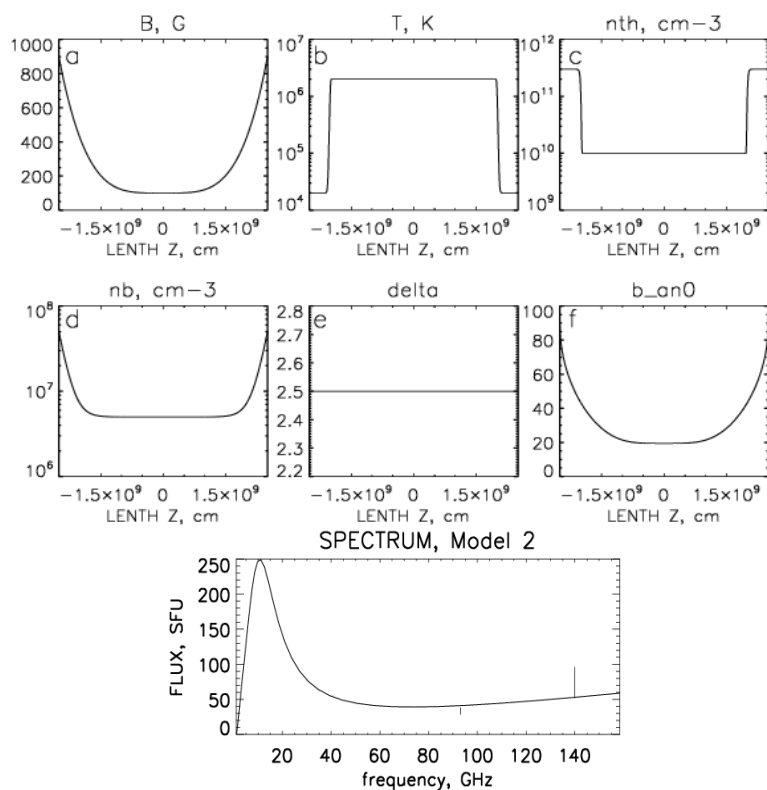 B, G T, K nth, cm-3
1000 10⁷ 10¹²
a b c
800 10⁶ 10¹¹
600
400 10⁵ 10¹⁰
200
0 10⁴ 10⁹
−1.5×10⁹ 0 1.5×10⁹ −1.5×10⁹ 0 1.5×10⁹ −1.5×10⁹ 0 1.5×10⁹
LENTH Z, cm LENTH Z, cm LENTH Z, cm
nb, cm-3 delta b_an0
10⁸ 2.8 100
d e f
2.7 80
2.6 60
10⁷ 2.5
2.4 40
2.3 20
10⁶ 2.2 0
−1.5×10⁹ 0 1.5×10⁹ −1.5×10⁹ 0 1.5×10⁹ −1.5×10⁹ 0 1.5×10⁹
LENTH Z, cm LENTH Z, cm LENTH Z, cm
SPECTRUM, Model 2
250
200
150
100
50
0
FLUX, SFU
20 40 60 80 100 120 140
frequency, GHz